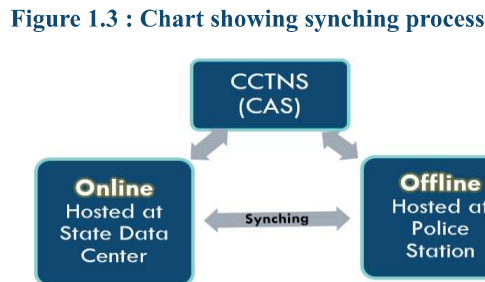 Figure 1.3 : Chart showing synching process
CCTNS
(CAS)
Online
Hosted at
State Data
Center
Synching
Offline
Hosted at
Police
Station